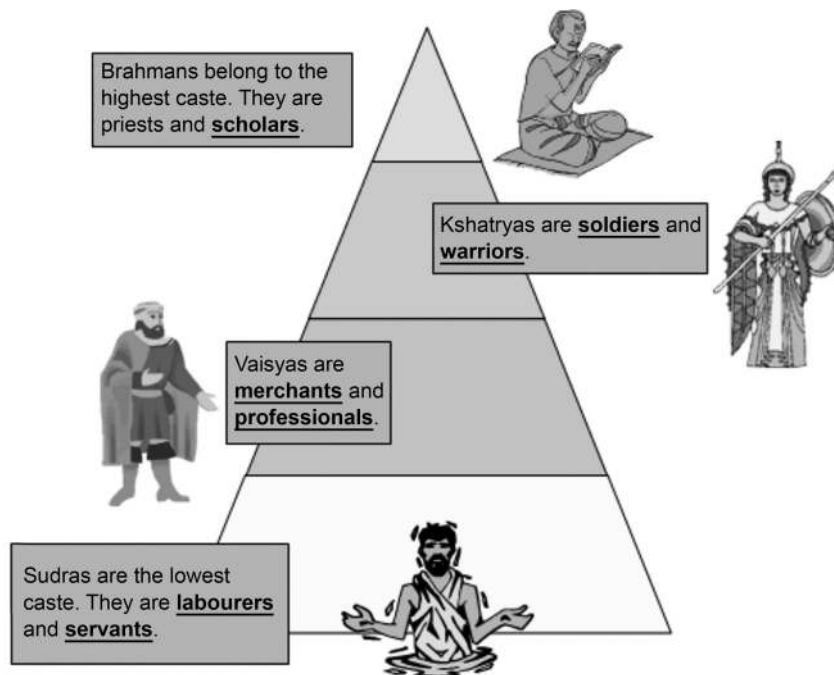 Brahmans belong to the
highest caste. They are
priests and scholars.
Kshatryas are soldiers and
warriors.
Vaisyas are
merchants and
professionals.
Sudras are the lowest
caste. They are labourers
and servants.